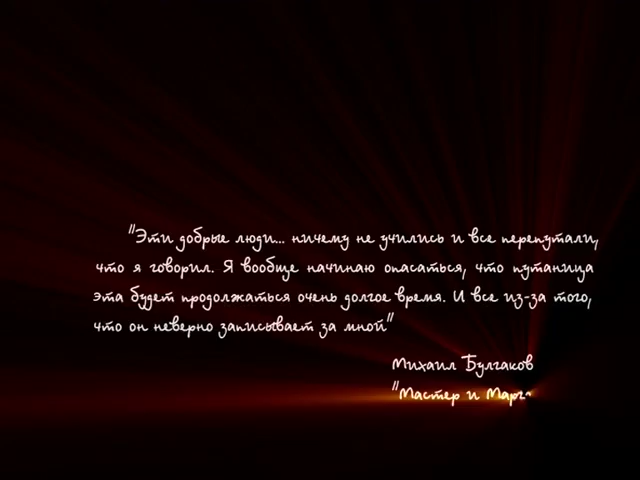 "Эти добрые люди... ничему не учились и все перепутали,
что я говорил. Я вообще начинаю опасаться, что путаница
эта будет продолжаться очень долгое время. И все из-за того,
что он неверно записывает за мной"
Михаил Булгаков
"Мастер и Марг